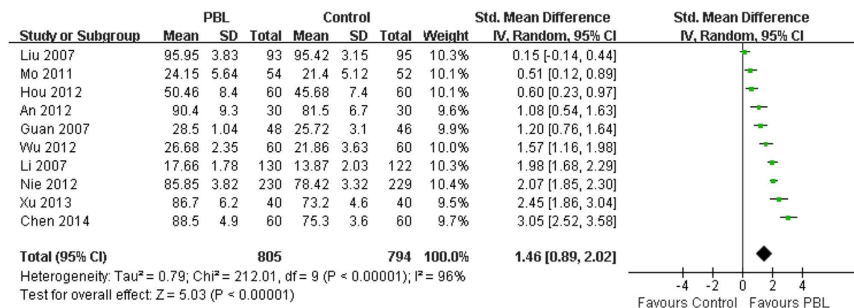 PBL Control Std. Mean Difference Std. Mean Difference
Study or Subgroup Mean SD Total Mean SD Total Weight IV, Random, 95% CI IV, Random, 95% CI
Liu 2007 95.95 3.83 93 95.42 3.15 95 10.3% 0.15 [-0.14, 0.44]
Mo 2011 24.15 5.64 54 21.4 5.12 52 10.1% 0.51 [0.12, 0.89]
Hou 2012 50.46 8.4 60 45.68 7.4 60 10.1% 0.60 [0.23, 0.97]
An 2012 90.4 9.3 30 81.5 6.7 30 9.6% 1.08 [0.54, 1.63]
Guan 2007 28.5 1.04 48 25.72 3.1 46 9.9% 1.20 [0.76, 1.64]
Wu 2012 26.68 2.35 60 21.86 3.63 60 10.0% 1.57 [1.16, 1.98]
Li 2007 17.66 1.78 130 13.87 2.03 122 10.2% 1.98 [1.68, 2.29]
Nie 2012 85.85 3.82 230 78.42 3.32 229 10.4% 2.07 [1.85, 2.30]
Xu 2013 86.7 6.2 40 73.2 4.6 40 9.5% 2.45 [1.86, 3.04]
Chen 2014 88.5 4.9 60 75.3 3.6 60 9.7% 3.05 [2.52, 3.58]
Total (95% CI) 805 794 100.0% 1.46 [0.89, 2.02]
Heterogeneity: Tau² = 0.79; Chi² = 212.01, df = 9 (P < 0.00001); I² = 96%
Test for overall effect: Z = 5.03 (P < 0.00001)
-4 -2 0 2 4
Favours Control Favours PBL